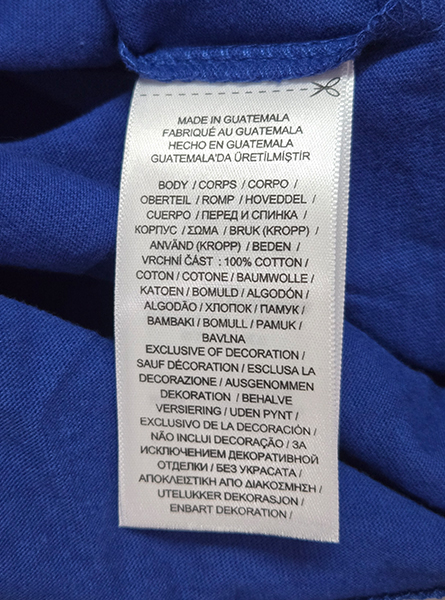 MADE IN GUATEMALA
FABRIQUÉ AU GUATEMALA
HECHO EN GUATEMALA
GUATEMALA'DA ÜRETİLMİŞTİR
BODY / CORPS / CORPO /
OBERTEIL / ROMP / HOVEDDEL /
CUERPO / ПЕРЕД И СПИНКА /
КОРПУС / ΣΩΜΑ / BRUK (KROPP) /
ANVÄND (KROPP) / BEDEN /
VRCHNÍ ČÁST : 100% COTTON /
COTON / COTONE / BAUMWOLLE /
KATOEN / BOMULD / ALGODÓN /
ALGODÃO / ХЛОПОК / ПАМУК /
BAMBAKI / BOMULL / PAMUK /
BAVLNA
EXCLUSIVE OF DECORATION /
SAUF DÉCORATION / ESCLUSA LA
DECORAZIONE / AUSGENOMMEN
DEKORATION / BEHALVE
VERSIERING / UDEN PYNT /
EXCLUSIVO DE LA DECORACIÓN /
NÃO INCLUI DECORAÇÃO / ЗА
ИСКЛЮЧЕНИЕМ ДЕКОРАТИВНОЙ
ОТДЕЛКИ / БЕЗ УКРАСАТА /
ΑΠΟΚΛΕΙΣΤΙΚΗ ΑΠΟ ΔΙΑΚΟΣΜΗΣΗ /
UTELUKKER DEKORASJON /
ENBART DEKORATION /